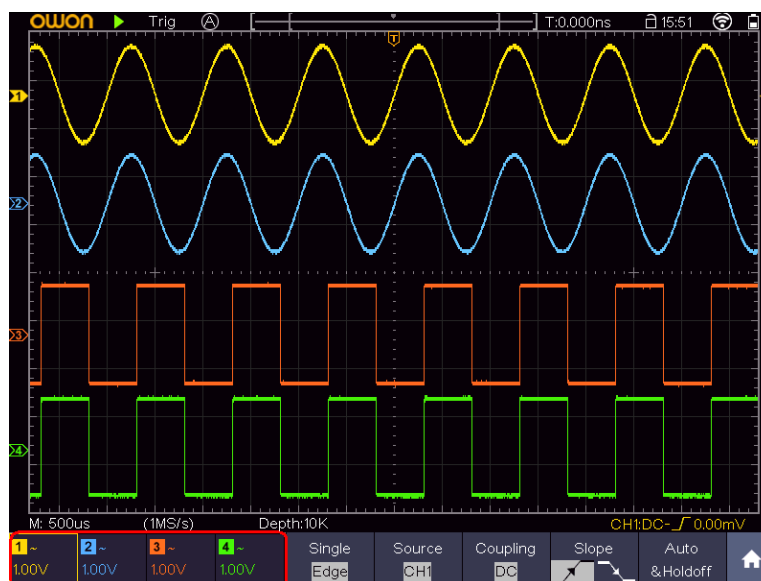 owon Trig A T:0.000ns 15:51
T
1
2
3
4
M: 500us (1MS/s) Depth:10K CH1:DC- 0.00mV
1 ~ 2 ~ 3 ~ 4 ~ Single Source Coupling Slope Auto
1.00V 1.00V 1.00V 1.00V Edge CH1 DC &Holdoff